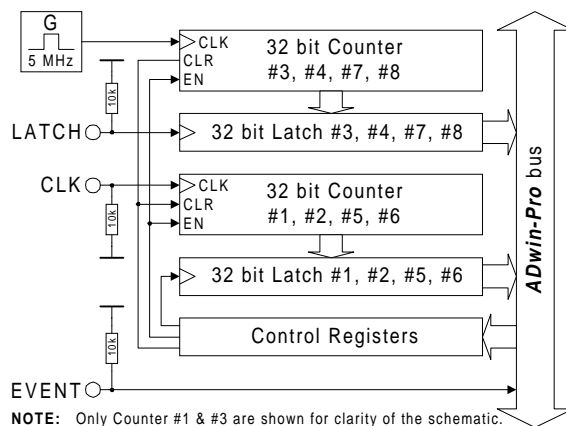 G
5 MHz
CLK
CLR
EN
32 bit Counter
#3, #4, #7, #8
10k
LATCH
32 bit Latch #3, #4, #7, #8
CLK
10k
CLK
CLR
EN
32 bit Counter
#1, #2, #5, #6
32 bit Latch #1, #2, #5, #6
Control Registers
10k
EVENT
ADwin-Pro bus
NOTE: Only Counter #1 & #3 are shown for clarity of the schematic.